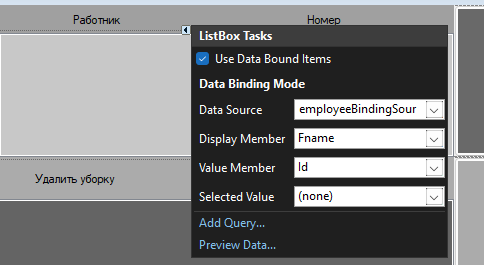 Работник
Номер
ListBox Tasks
Use Data Bound Items
Data Binding Mode
Data Source employeeBindingSour
Display Member Fname
Value Member Id
Selected Value (none)
Удалить уборку
Add Query...
Preview Data...